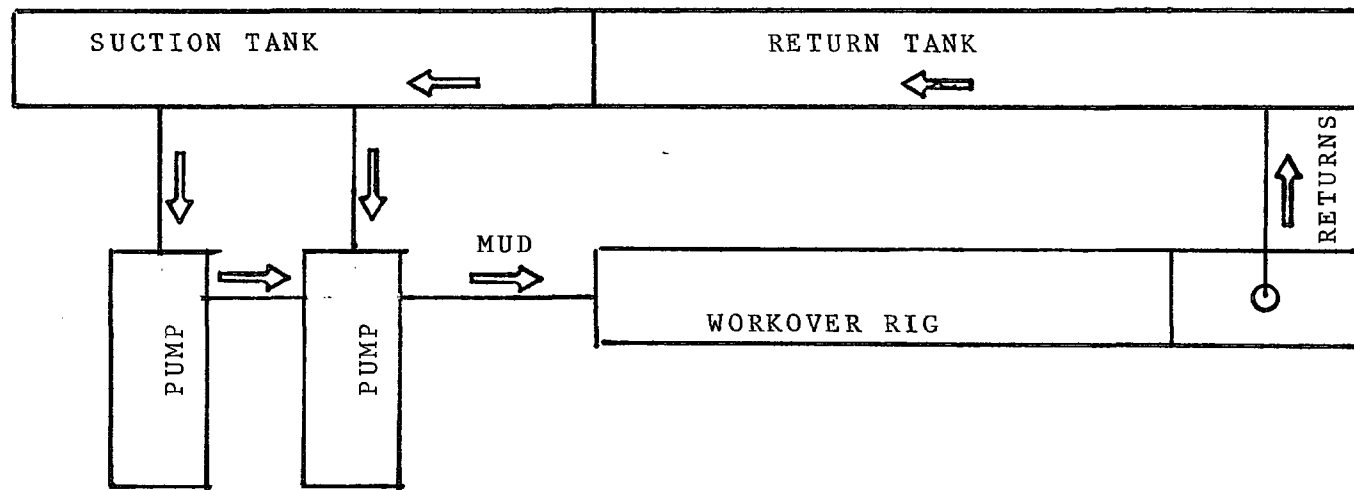 SUCTION TANK
RETURN TANK
RETURNS
MUD
PUMP
PUMP
WORKOVER RIG